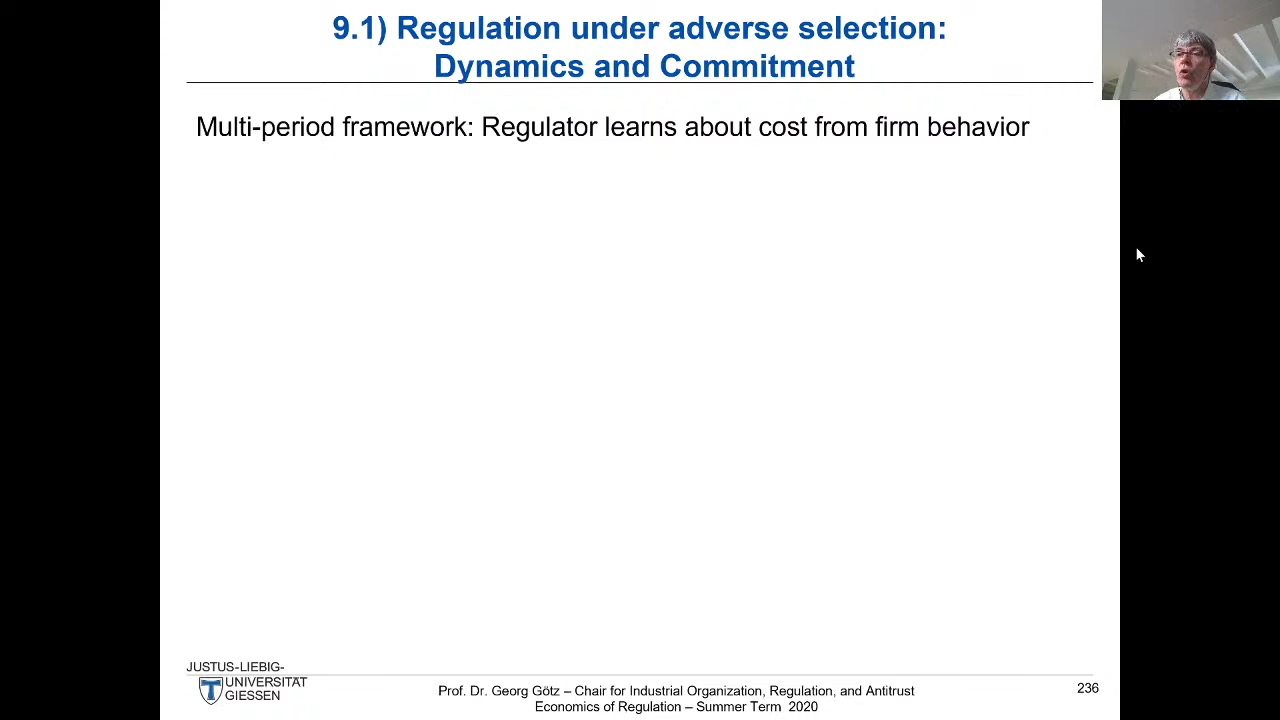 9.1) Regulation under adverse selection:
Dynamics and Commitment
Multi-period framework: Regulator learns about cost from firm behavior
JUSTUS-LIEBIG-
UNIVERSITÄT
GIESSEN
Prof. Dr. Georg Götz – Chair for Industrial Organization, Regulation, and Antitrust
Economics of Regulation – Summer Term 2020
236